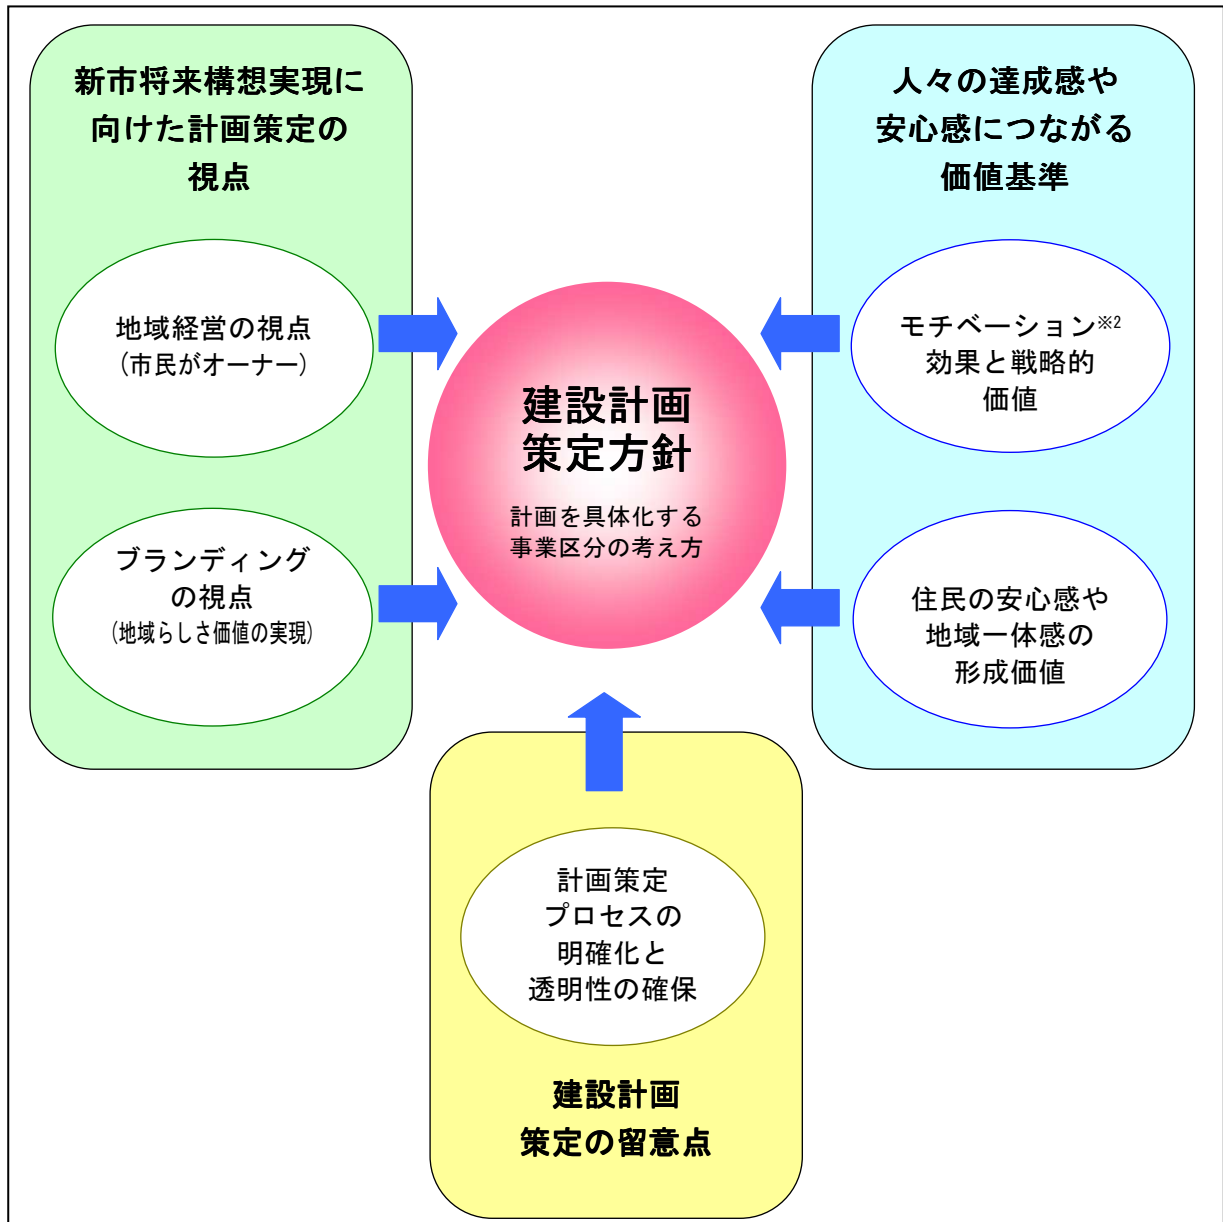 新市将来構想実現に
向けた計画策定の
視点
地域経営の視点
(市民がオーナー)
ブランディング
の視点
(地域らしさ価値の実現)
建設計画
策定方針
計画を具体化する
事業区分の考え方
人々の達成感や
安心感につながる
価値基準
モチベーション※2
効果と戦略的
価値
住民の安心感や
地域一体感の
形成価値
計画策定
プロセスの
明確化と
透明性の確保
建設計画
策定の留意点